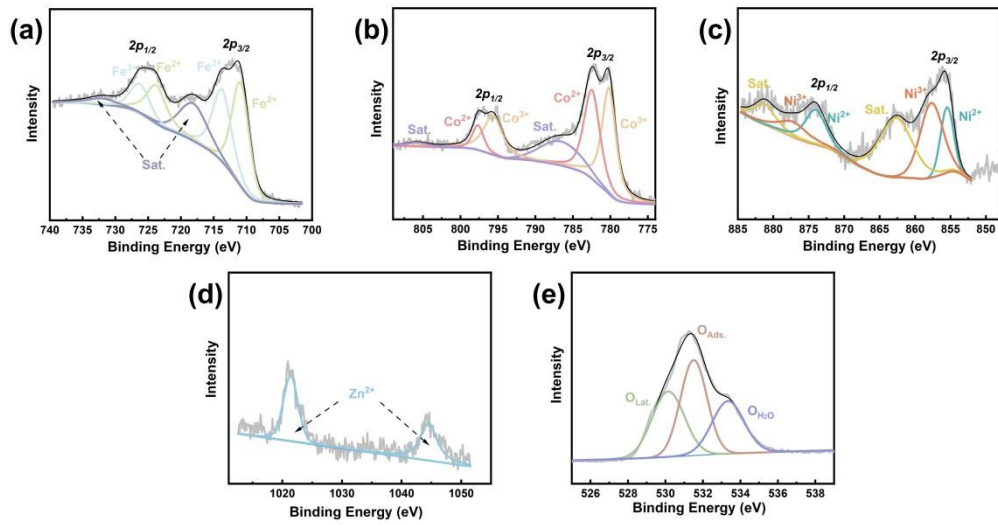 (a)
2p1/2
2p3/2
Fe3+
Fe2+
Fe3+
Fe2+
Sat.
Intensity
740 735 730 725 720 715 710 705 700
Binding Energy (eV)
(b)
2p3/2
2p1/2
Co2+
Co2+
Co3+
Co3+
Sat.
Sat.
Intensity
805 800 795 790 785 780 775
Binding Energy (eV)
(c)
2p3/2
2p1/2
Sat.
Ni3+
Ni2+
Sat.
Ni3+
Ni2+
Intensity
885 880 875 870 865 860 855 850
Binding Energy (eV)
(d)
Zn2+
Intensity
1020 1030 1040 1050
Binding Energy (eV)
(e)
OAds.
OLat.
OH2O
Intensity
526 528 530 532 534 536 538
Binding Energy (eV)